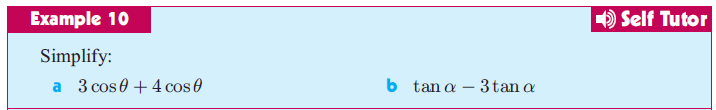 Example 10 Self Tutor
Simplify:
a 3 cos θ + 4 cos θ b tan α − 3 tan α